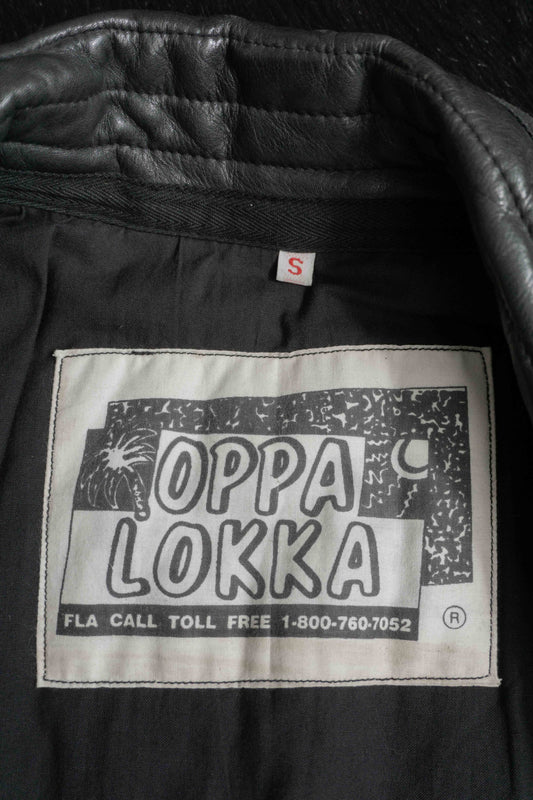 S
OPPA
LOKKA
FLA CALL TOLL FREE 1-800-760-7052
®